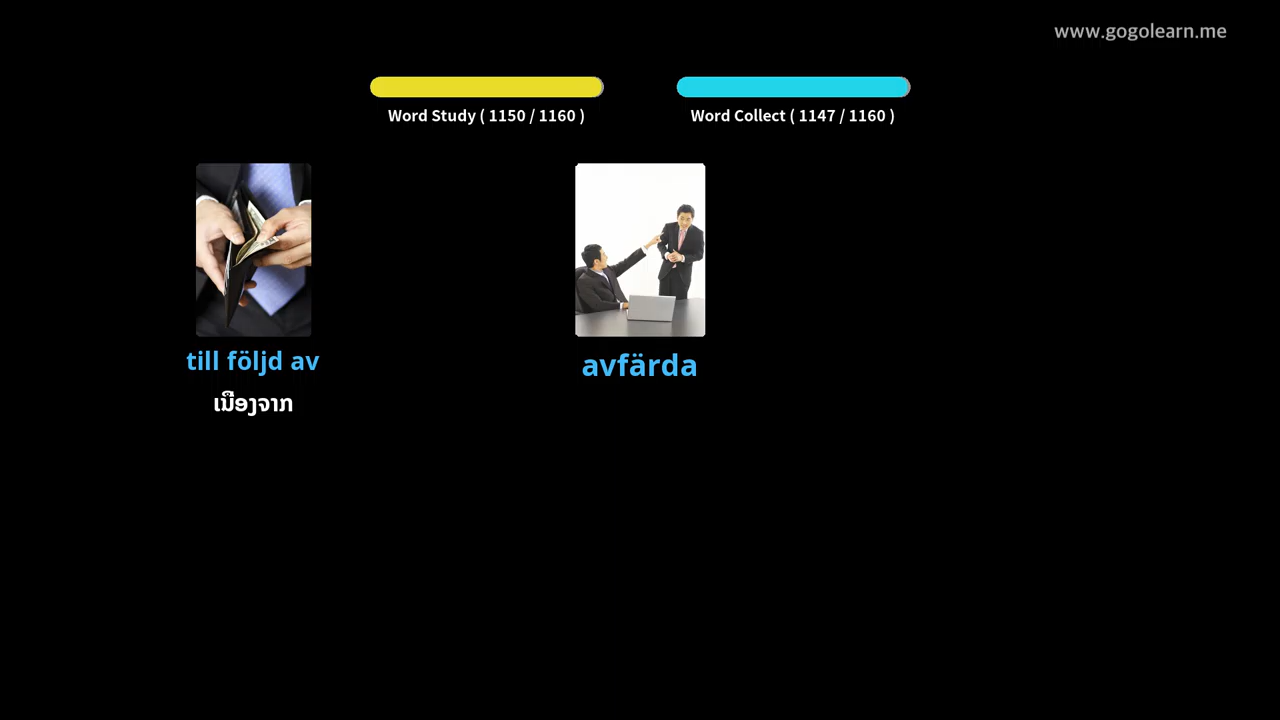 www.gogolearn.me
Word Study ( 1150 / 1160 )
Word Collect ( 1147 / 1160 )
till följd av
avfärda
ເນື່ອງຈາກ